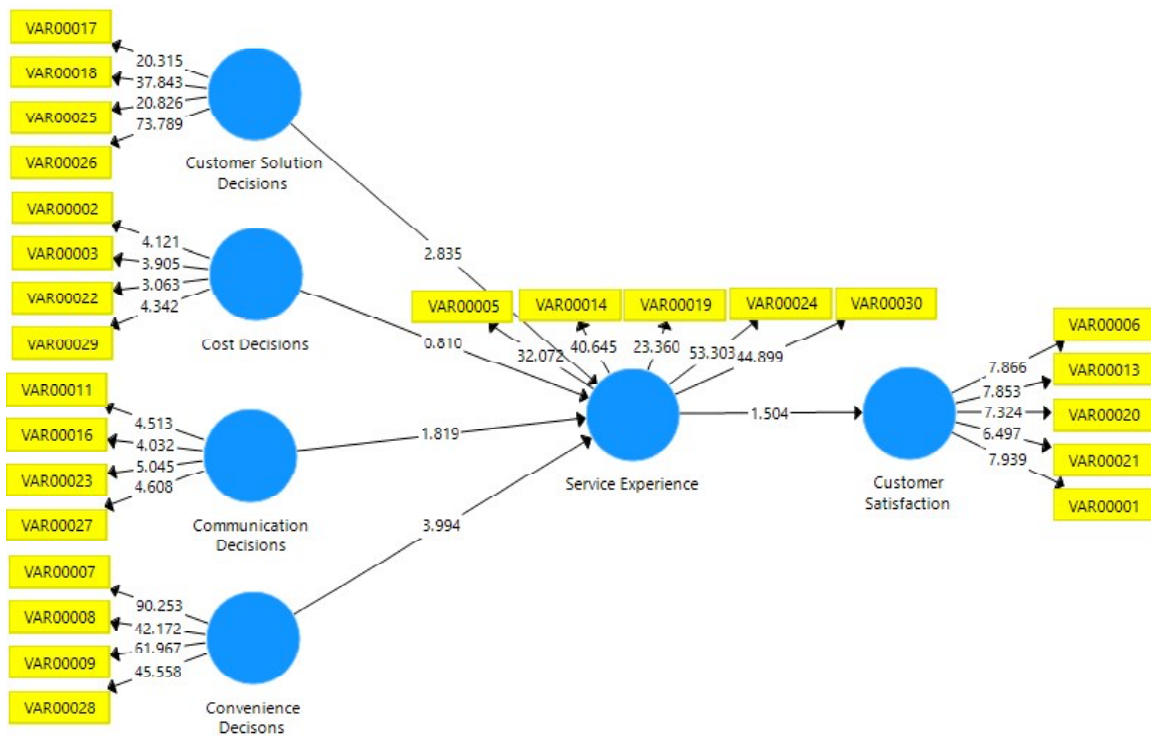 VAR00017
20.315
VAR00018
37.843
20.826
VAR00025
73.789
VAR00026
Customer Solution
Decisions
VAR00002
4.121
VAR00003
3.905
3.063
VAR00022
4.342
VAR00029
Cost Decisions
VAR00011
4.513
VAR00016
4.032
5.045
VAR00023
4.608
VAR00027
Communication
Decisions
VAR00007
90.253
VAR00008
42.172
61.967
VAR00009
45.558
VAR00028
Convenience
Decisons
2.835
0.810
1.819
3.994
VAR00005
VAR00014
VAR00019
VAR00024
VAR00030
32.072
40.645
23.360
53.303
44.899
Service Experience
1.504
Customer
Satisfaction
VAR00006
7.866
VAR00013
7.853
VAR00020
7.324
6.497
VAR00021
7.939
VAR00001